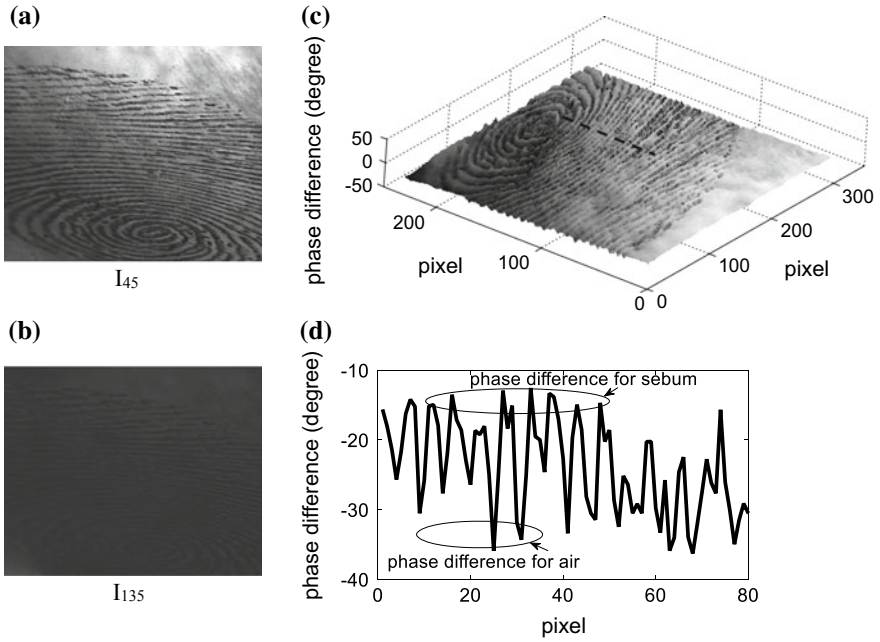 (a)
I45
(b)
I135
(c)
phase difference (degree)
50
0
-50
200
100
0
pixel
0
100
200
300
pixel
(d)
phase difference (degree)
-10
-20
-30
-40
phase difference for sebum
phase difference for air
0
20
40
60
80
pixel